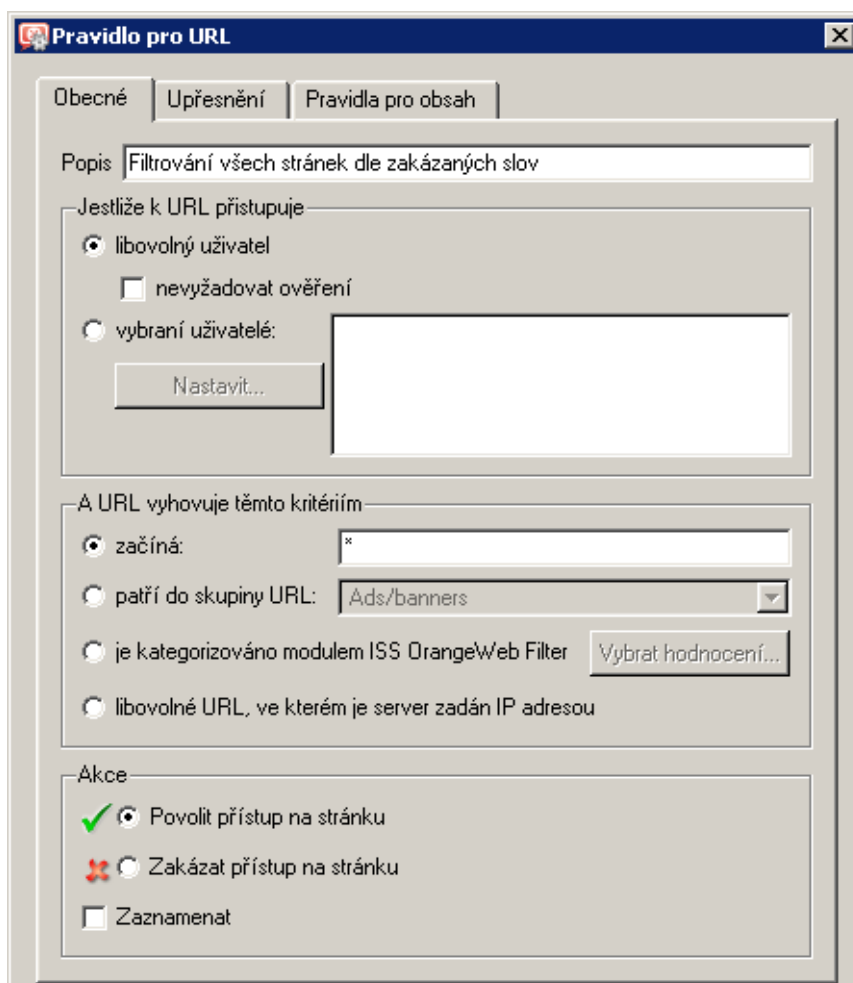 Pravidlo pro URL
Obecné Upřesnění Pravidla pro obsah
Popis Filtrování všech stránek dle zakázaných slov
Jestliže k URL přistupuje
libovolný uživatel
nevyžadovat ověření
vybraní uživatelé:
Nastavit...
A URL vyhovuje těmto kritériím
začíná: *
patří do skupiny URL: Ads/banners
je kategorizováno modulem ISS OrangeWeb Filter Vybrat hodnocení...
libovolné URL, ve kterém je server zadán IP adresou
Akce
Povolit přístup na stránku
Zakázat přístup na stránku
Zaznamenat